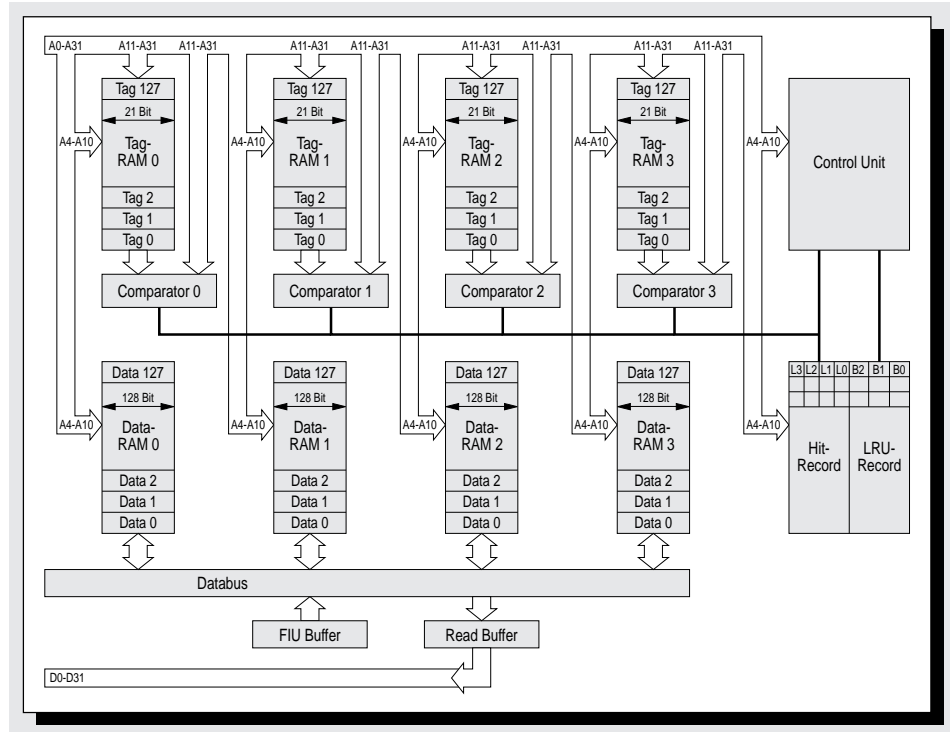 A0-A31 A11-A31 A11-A31 A11-A31 A11-A31 A11-A31 A11-A31 A11-A31 A11-A31
Tag 127 Tag 127 Tag 127 Tag 127
21 Bit 21 Bit 21 Bit 21 Bit
A4-A10 Tag- A4-A10 Tag- A4-A10 Tag- A4-A10 Tag- A4-A10
RAM 0 RAM 1 RAM 2 RAM 3
Control Unit
Tag 2 Tag 2 Tag 2 Tag 2
Tag 1 Tag 1 Tag 1 Tag 1
Tag 0 Tag 0 Tag 0 Tag 0
Comparator 0 Comparator 1 Comparator 2 Comparator 3
Data 127 Data 127 Data 127 Data 127 L3 L2 L1 L0 B2 B1 B0
128 Bit 128 Bit 128 Bit 128 Bit
A4-A10 Data- A4-A10 Data- A4-A10 Data- A4-A10 Data- A4-A10
RAM 0 RAM 1 RAM 2 RAM 3
Hit- LRU-
Record Record
Data 2 Data 2 Data 2 Data 2
Data 1 Data 1 Data 1 Data 1
Data 0 Data 0 Data 0 Data 0
Databus
FIU Buffer Read Buffer
D0-D31